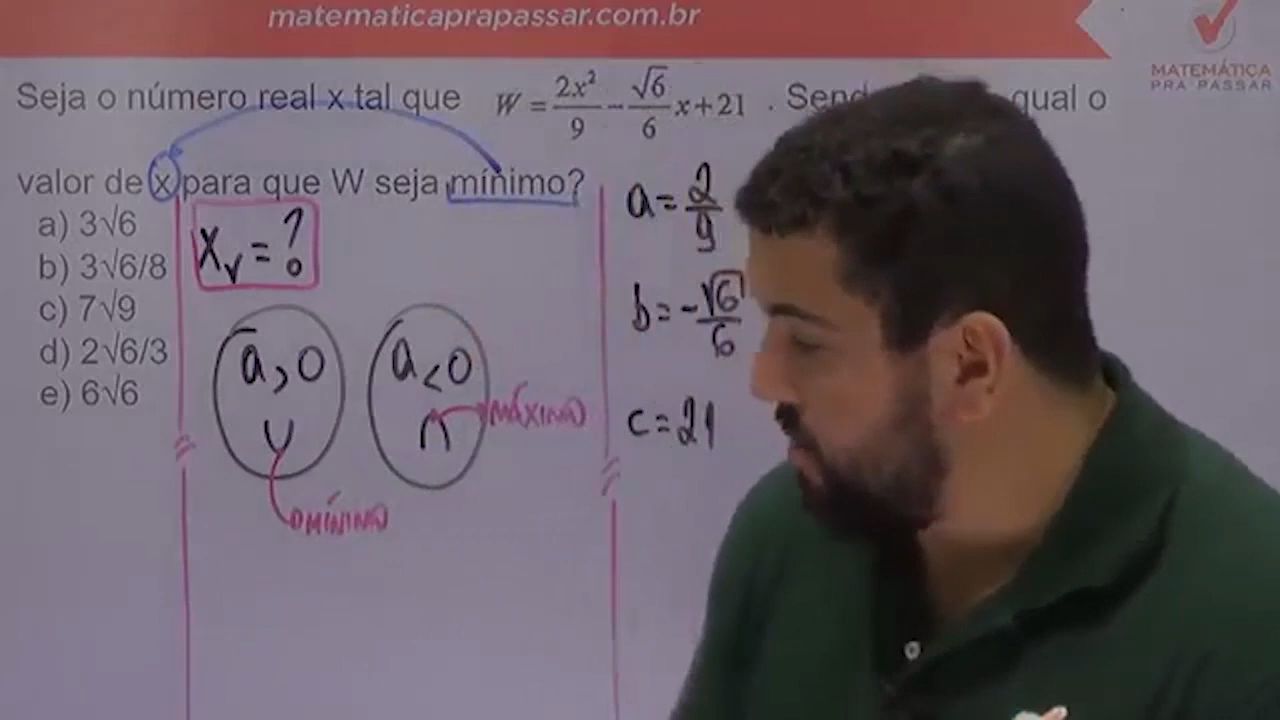 matematicaprapassar.com.br
MATEMÁTICA
PRA PASSAR
Seja o número real x tal que W = 2x²/9 − √6/6 x + 21 . qual o
valor de x para que W seja mínimo?
a) 3√6
b) 3√6/8
c) 7√9
d) 2√6/3
e) 6√6
Xv = ?
a > 0
a < 0
MÁXIMO
MÍNIMO
a = 2/9
b = -√6/6
c = 21